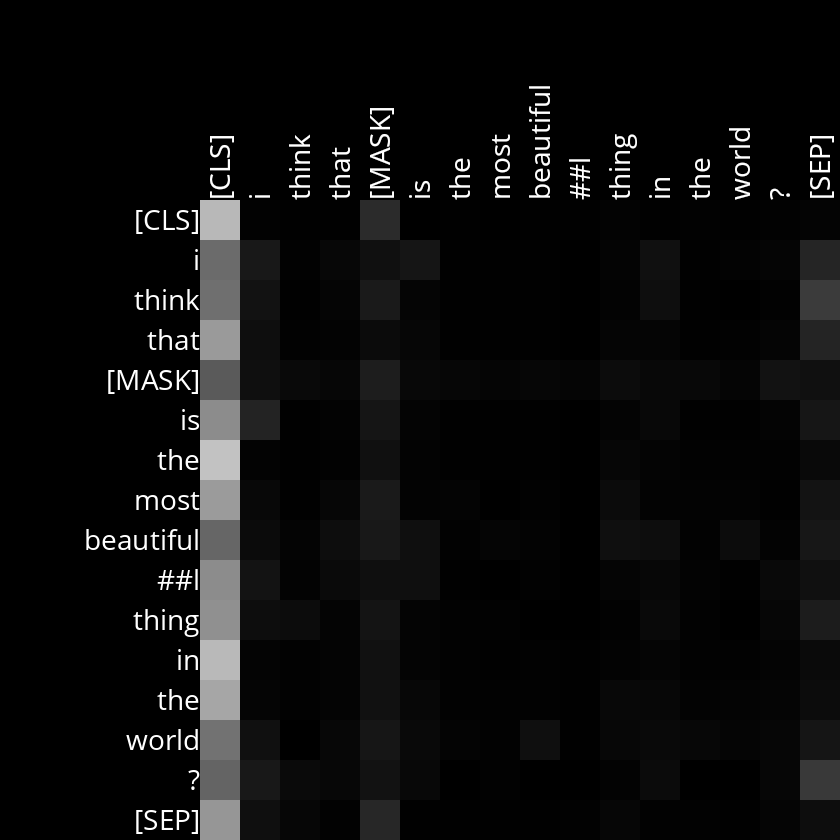 [CLS] i think that [MASK] is the most beautiful ##l thing in the world ? [SEP]
[CLS]
i
think
that
[MASK]
is
the
most
beautiful
##l
thing
in
the
world
?
[SEP]